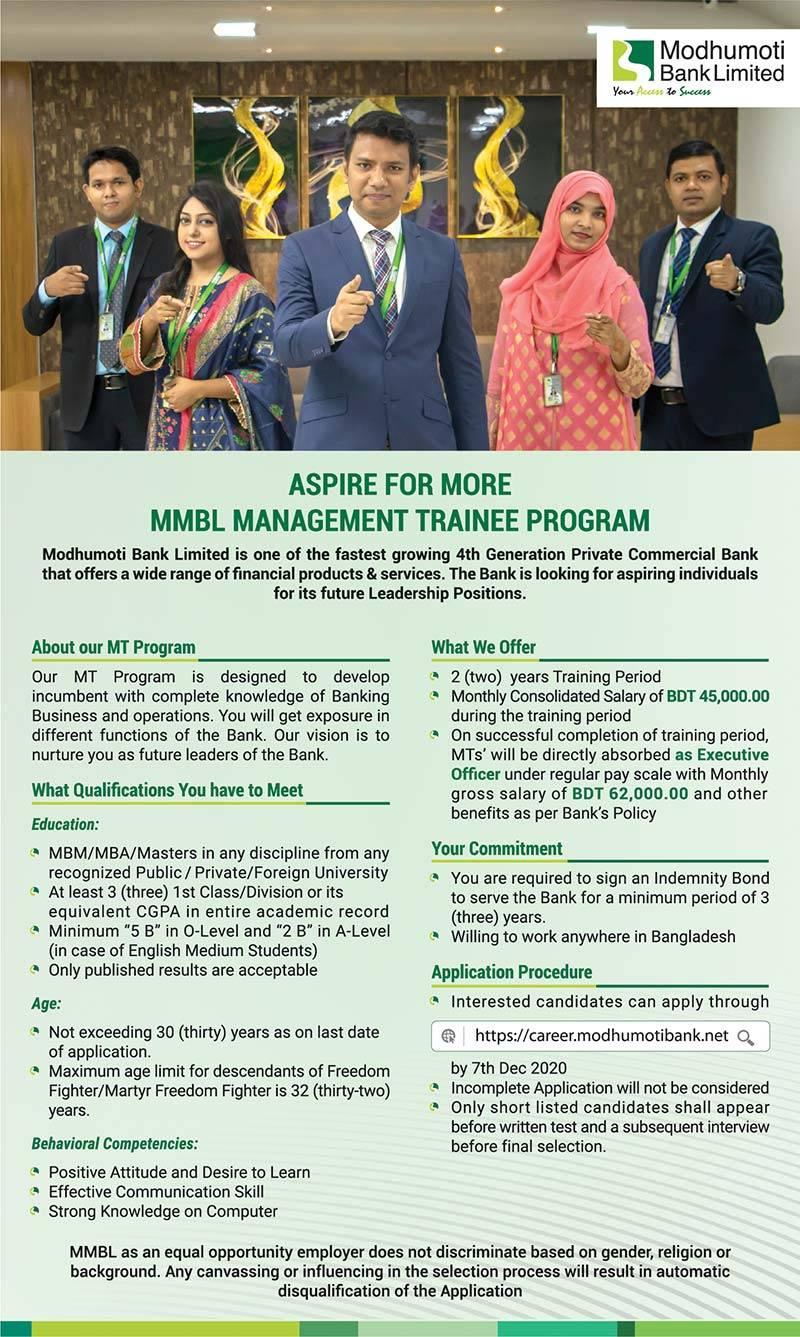 Modhumoti
Bank Limited
Your Access to Success
ASPIRE FOR MORE
MMBL MANAGEMENT TRAINEE PROGRAM
Modhumoti Bank Limited is one of the fastest growing 4th Generation Private Commercial Bank
that offers a wide range of financial products & services. The Bank is looking for aspiring individuals
for its future Leadership Positions.
About our MT Program
Our MT Program is designed to develop
incumbent with complete knowledge of Banking
Business and operations. You will get exposure in
different functions of the Bank. Our vision is to
nurture you as future leaders of the Bank.
What Qualifications You have to Meet
Education:
MBM/MBA/Masters in any discipline from any
recognized Public / Private/Foreign University
At least 3 (three) 1st Class/Division or its
equivalent CGPA in entire academic record
Minimum “5 B” in O-Level and “2 B” in A-Level
(in case of English Medium Students)
Only published results are acceptable
Age:
Not exceeding 30 (thirty) years as on last date
of application.
Maximum age limit for descendants of Freedom
Fighter/Martyr Freedom Fighter is 32 (thirty-two)
years.
Behavioral Competencies:
Positive Attitude and Desire to Learn
Effective Communication Skill
Strong Knowledge on Computer
What We Offer
2 (two) years Training Period
Monthly Consolidated Salary of BDT 45,000.00
during the training period
On successful completion of training period,
MTs’ will be directly absorbed as Executive
Officer under regular pay scale with Monthly
gross salary of BDT 62,000.00 and other
benefits as per Bank’s Policy
Your Commitment
You are required to sign an Indemnity Bond
to serve the Bank for a minimum period of 3
(three) years.
Willing to work anywhere in Bangladesh
Application Procedure
Interested candidates can apply through
https://career.modhumotibank.net
by 7th Dec 2020
Incomplete Application will not be considered
Only short listed candidates shall appear
before written test and a subsequent interview
before final selection.
MMBL as an equal opportunity employer does not discriminate based on gender, religion or
background. Any canvassing or influencing in the selection process will result in automatic
disqualification of the Application